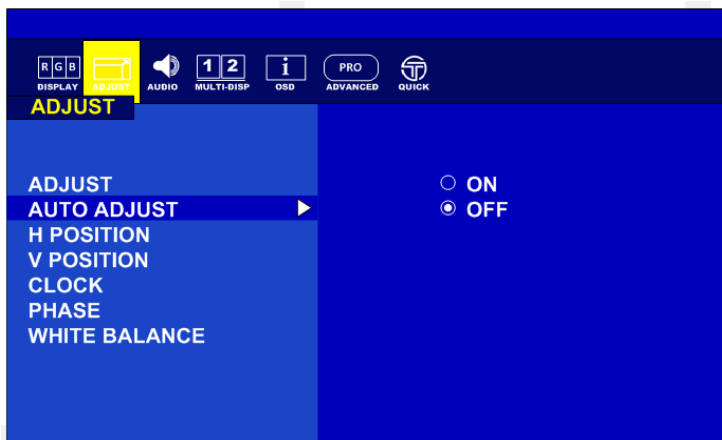 R G B
DISPLAY ADJUST AUDIO
1 2
MULTI-DISP
i
OSD
PRO
ADVANCED QUICK
ADJUST
ADJUST
ON
AUTO ADJUST
OFF
H POSITION
V POSITION
CLOCK
PHASE
WHITE BALANCE